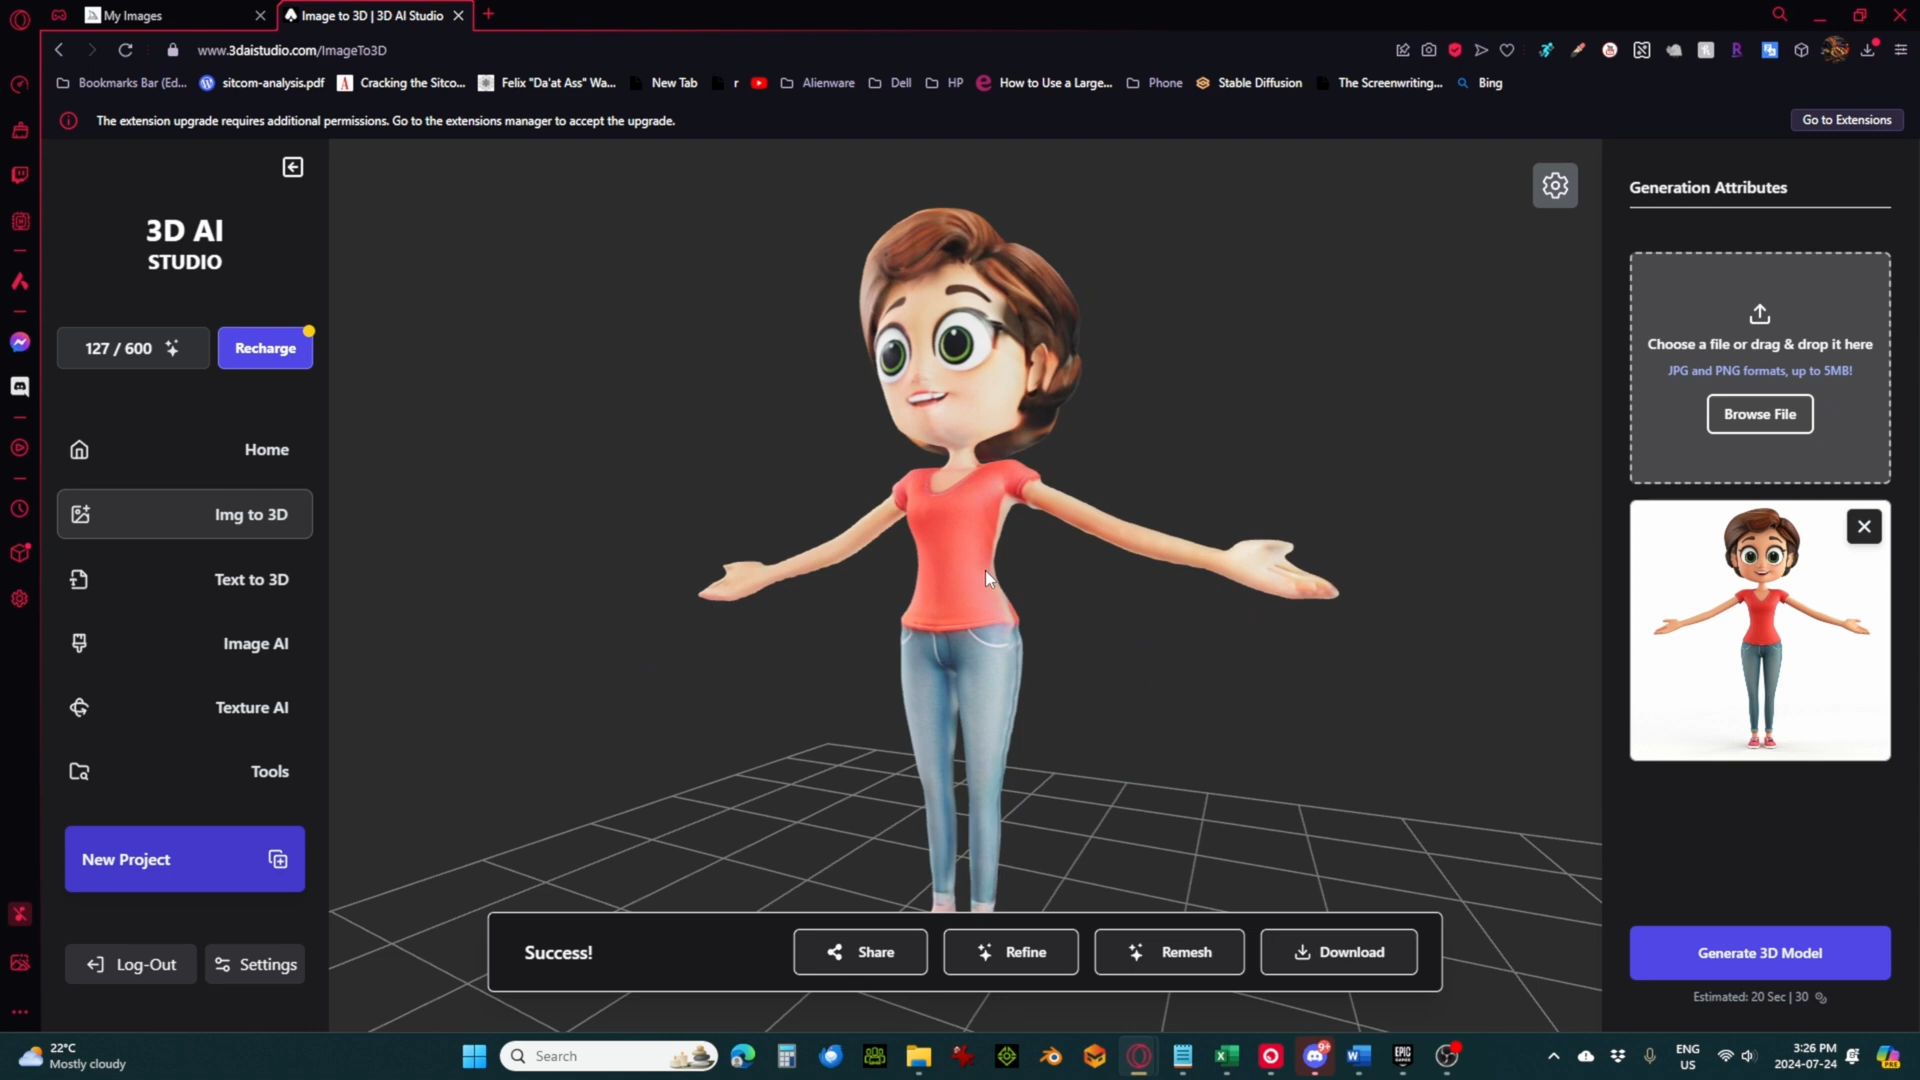 My Images
Image to 3D | 3D AI Studio
www.3daistudio.com/ImageTo3D
Bookmarks Bar (Ed...
sitcom-analysis.pdf
Cracking the Sitco...
Felix "Da'at Ass" Wa...
New Tab
r
Alienware
Dell
HP
How to Use a Large...
Phone
Stable Diffusion
The Screenwriting...
Bing
The extension upgrade requires additional permissions. Go to the extensions manager to accept the upgrade.
Go to Extensions
3D AI
STUDIO
127 / 600
Recharge
Home
Img to 3D
Text to 3D
Image AI
Texture AI
Tools
New Project
Log-Out
Settings
Success!
Share
Refine
Remesh
Download
Generation Attributes
Choose a file or drag & drop it here
JPG and PNG formats, up to 5MB!
Browse File
Generate 3D Model
Estimated: 20 Sec | 30
22°C
Mostly cloudy
Search
EPIC
9+
ENG
US
3:26 PM
2024-07-24